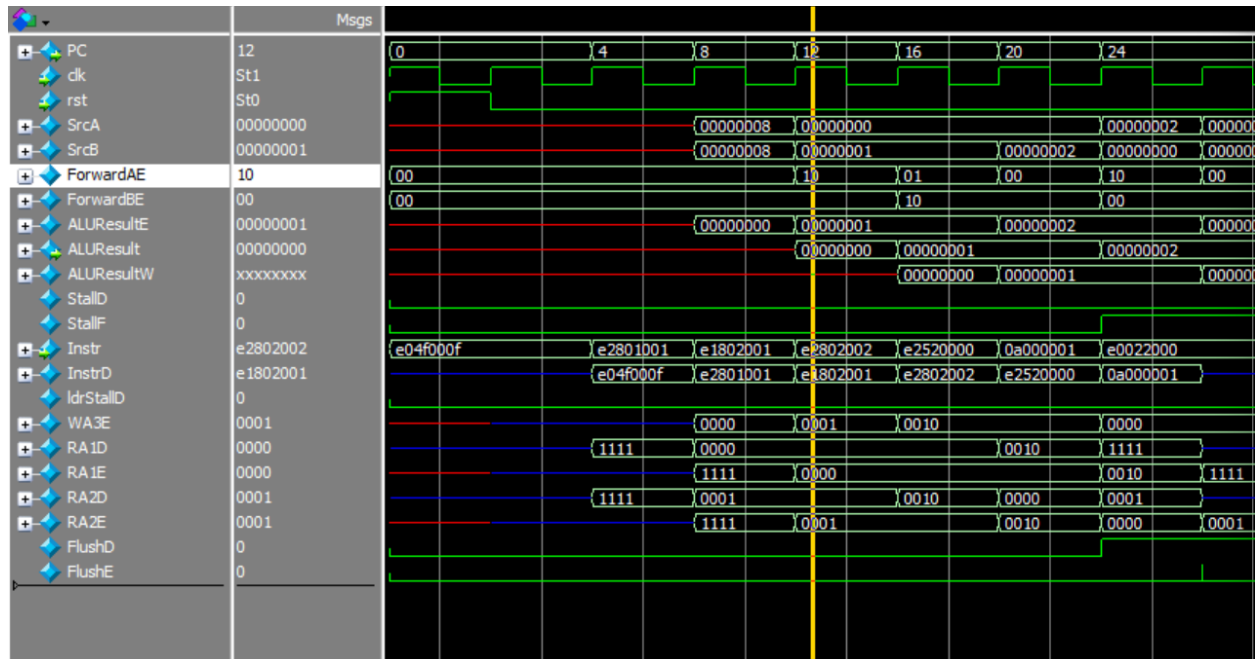 Msgs
PC 12 0 4 8 12 16 20 24
clk St1
rst St0
SrcA 00000000 00000008 00000000 00000002 00000
SrcB 00000001 00000008 00000001 00000002 00000000 00000
ForwardAE 10 00 10 01 00 10 00
ForwardBE 00 00 10 00
ALUResultE 00000001 00000000 00000001 00000002 00000
ALUResult 00000000 00000000 00000001 00000002
ALUResultW xxxxxxxx 00000000 00000001 00000
StallD 0
StallF 0
Instr e2802002 e04f000f e2801001 e1802001 e2802002 e2520000 0a000001 e0022000
InstrD e1802001 e04f000f e2801001 e1802001 e2802002 e2520000 0a000001
ldrStallD 0
WA3E 0001 0000 0001 0010 0000
RA1D 0000 1111 0000 0010 1111
RA1E 0000 1111 0000 0010 1111
RA2D 0001 1111 0001 0010 0000 0001
RA2E 0001 1111 0001 0010 0000 0001
FlushD 0
FlushE 0